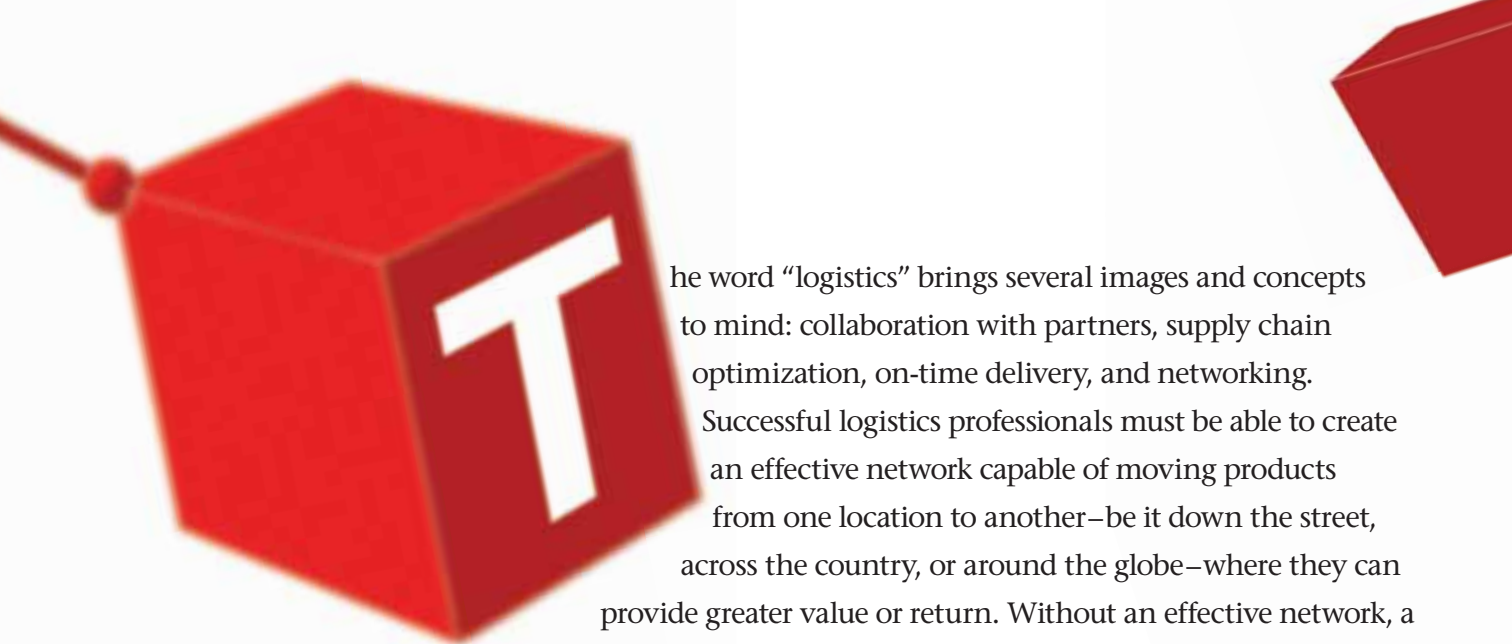 The word “logistics” brings several images and concepts
to mind: collaboration with partners, supply chain
optimization, on-time delivery, and networking.
Successful logistics professionals must be able to create
an effective network capable of moving products
from one location to another–be it down the street,
across the country, or around the globe–where they can
provide greater value or return. Without an effective network, a